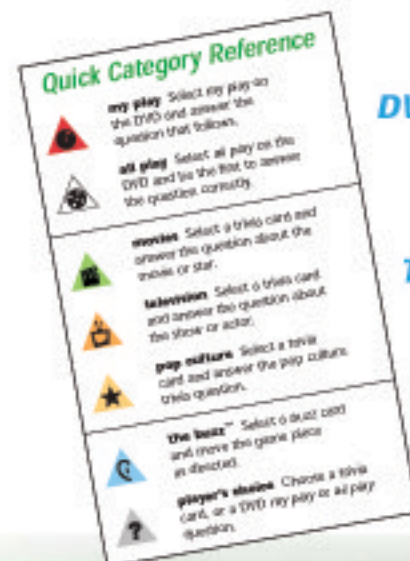 Quick Category Reference
my play Select my play on
the DVD and answer the
question that follows.
all play Select all play on the
DVD and be the first to answer
the question correctly.
movies Select a trivia card and
answer the question about the
movie or star.
television Select a trivia card
and answer the question about
the show or actor.
pop culture Select a trivia
card and answer the pop culture
trivia question.
the buzz™ Select a buzz card
and move the game piece
as directed.
player's choice Choose a trivia
card, or a DVD my play or all play
question.
?
DV
T